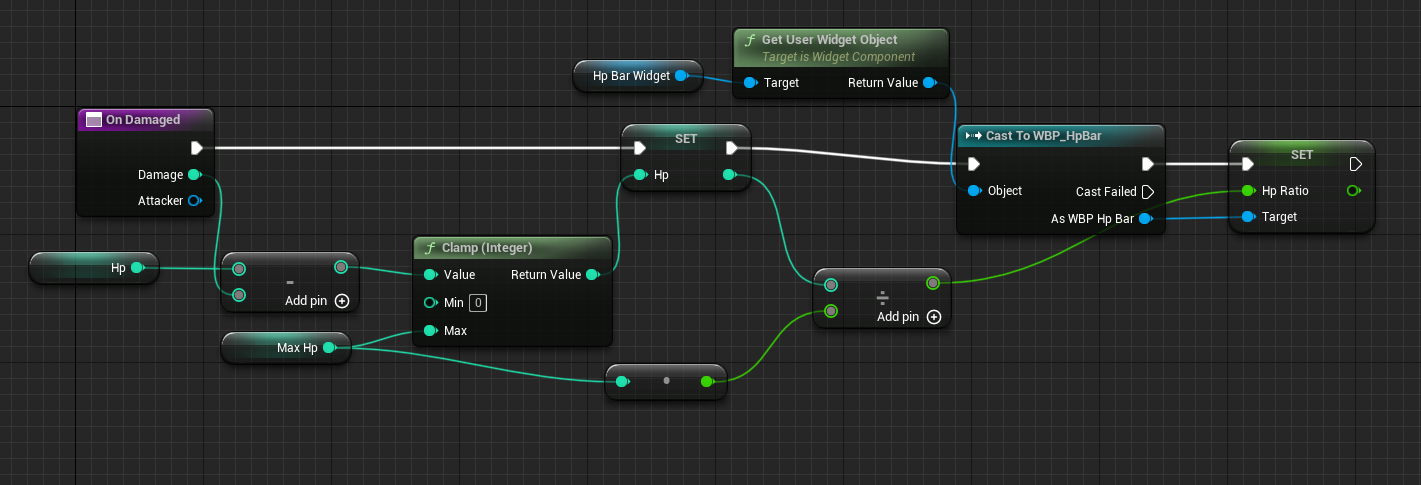 Get User Widget Object
Target is Widget Component
Hp Bar Widget
Target
Return Value
On Damaged
Damage
Attacker
SET
Hp
Cast To WBP_HpBar
Object
Cast Failed
As WBP Hp Bar
SET
Hp Ratio
Target
Hp
-
Add pin
Clamp (Integer)
Value
Return Value
Min 0
Max
Max Hp
÷
Add pin